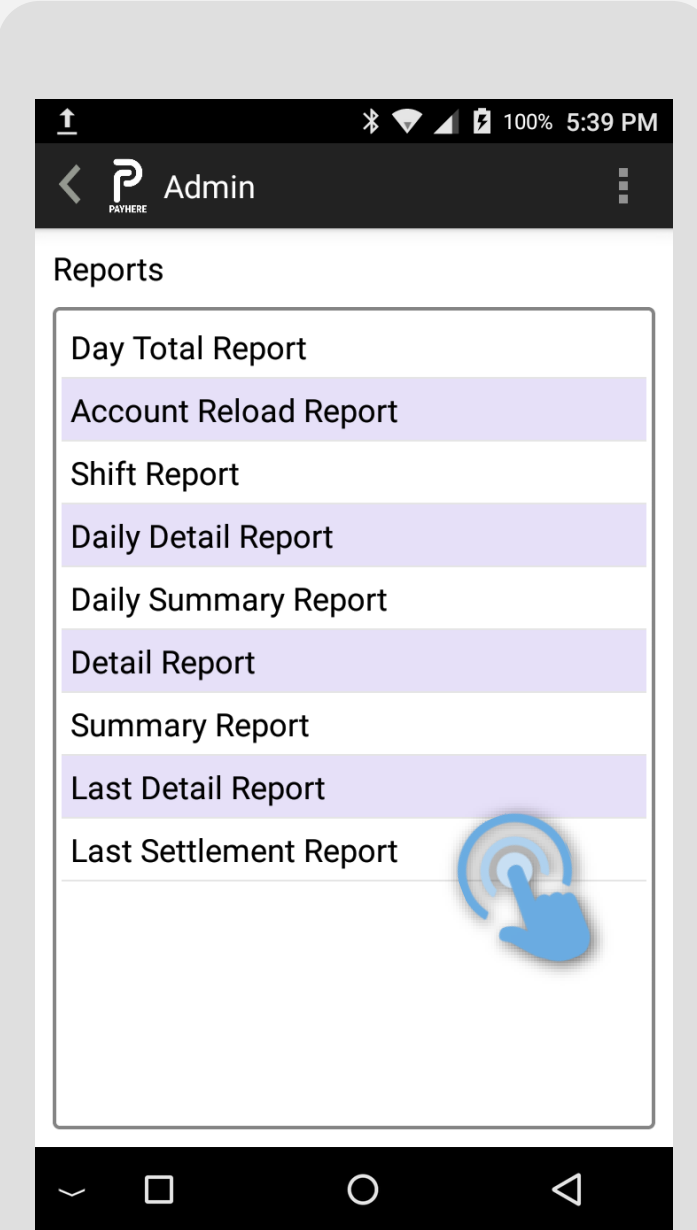 100% 5:39 PM
PAYHERE
Admin
Reports
Day Total Report
Account Reload Report
Shift Report
Daily Detail Report
Daily Summary Report
Detail Report
Summary Report
Last Detail Report
Last Settlement Report